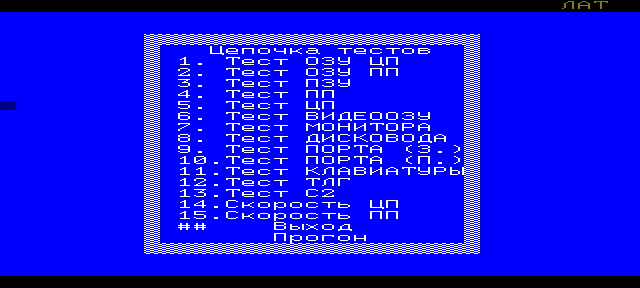 ЛАТ
Цепочка тестов
1. Тест ОЗУ ЦП
2. Тест ОЗУ ПП
3. Тест ПЗУ
4. Тест ПП
5. Тест ЦП
6. Тест ВИДЕООЗУ
7. Тест МОНИТОРА
8. Тест ДИСКОВОДА
9. Тест ПОРТА (З.)
10.Тест ПОРТА (П.)
11.Тест КЛАВИАТУРЫ
12.Тест ТЛГ
13.Тест С2
14.Скорость ЦП
15.Скорость ПП
## Выход
Прогон